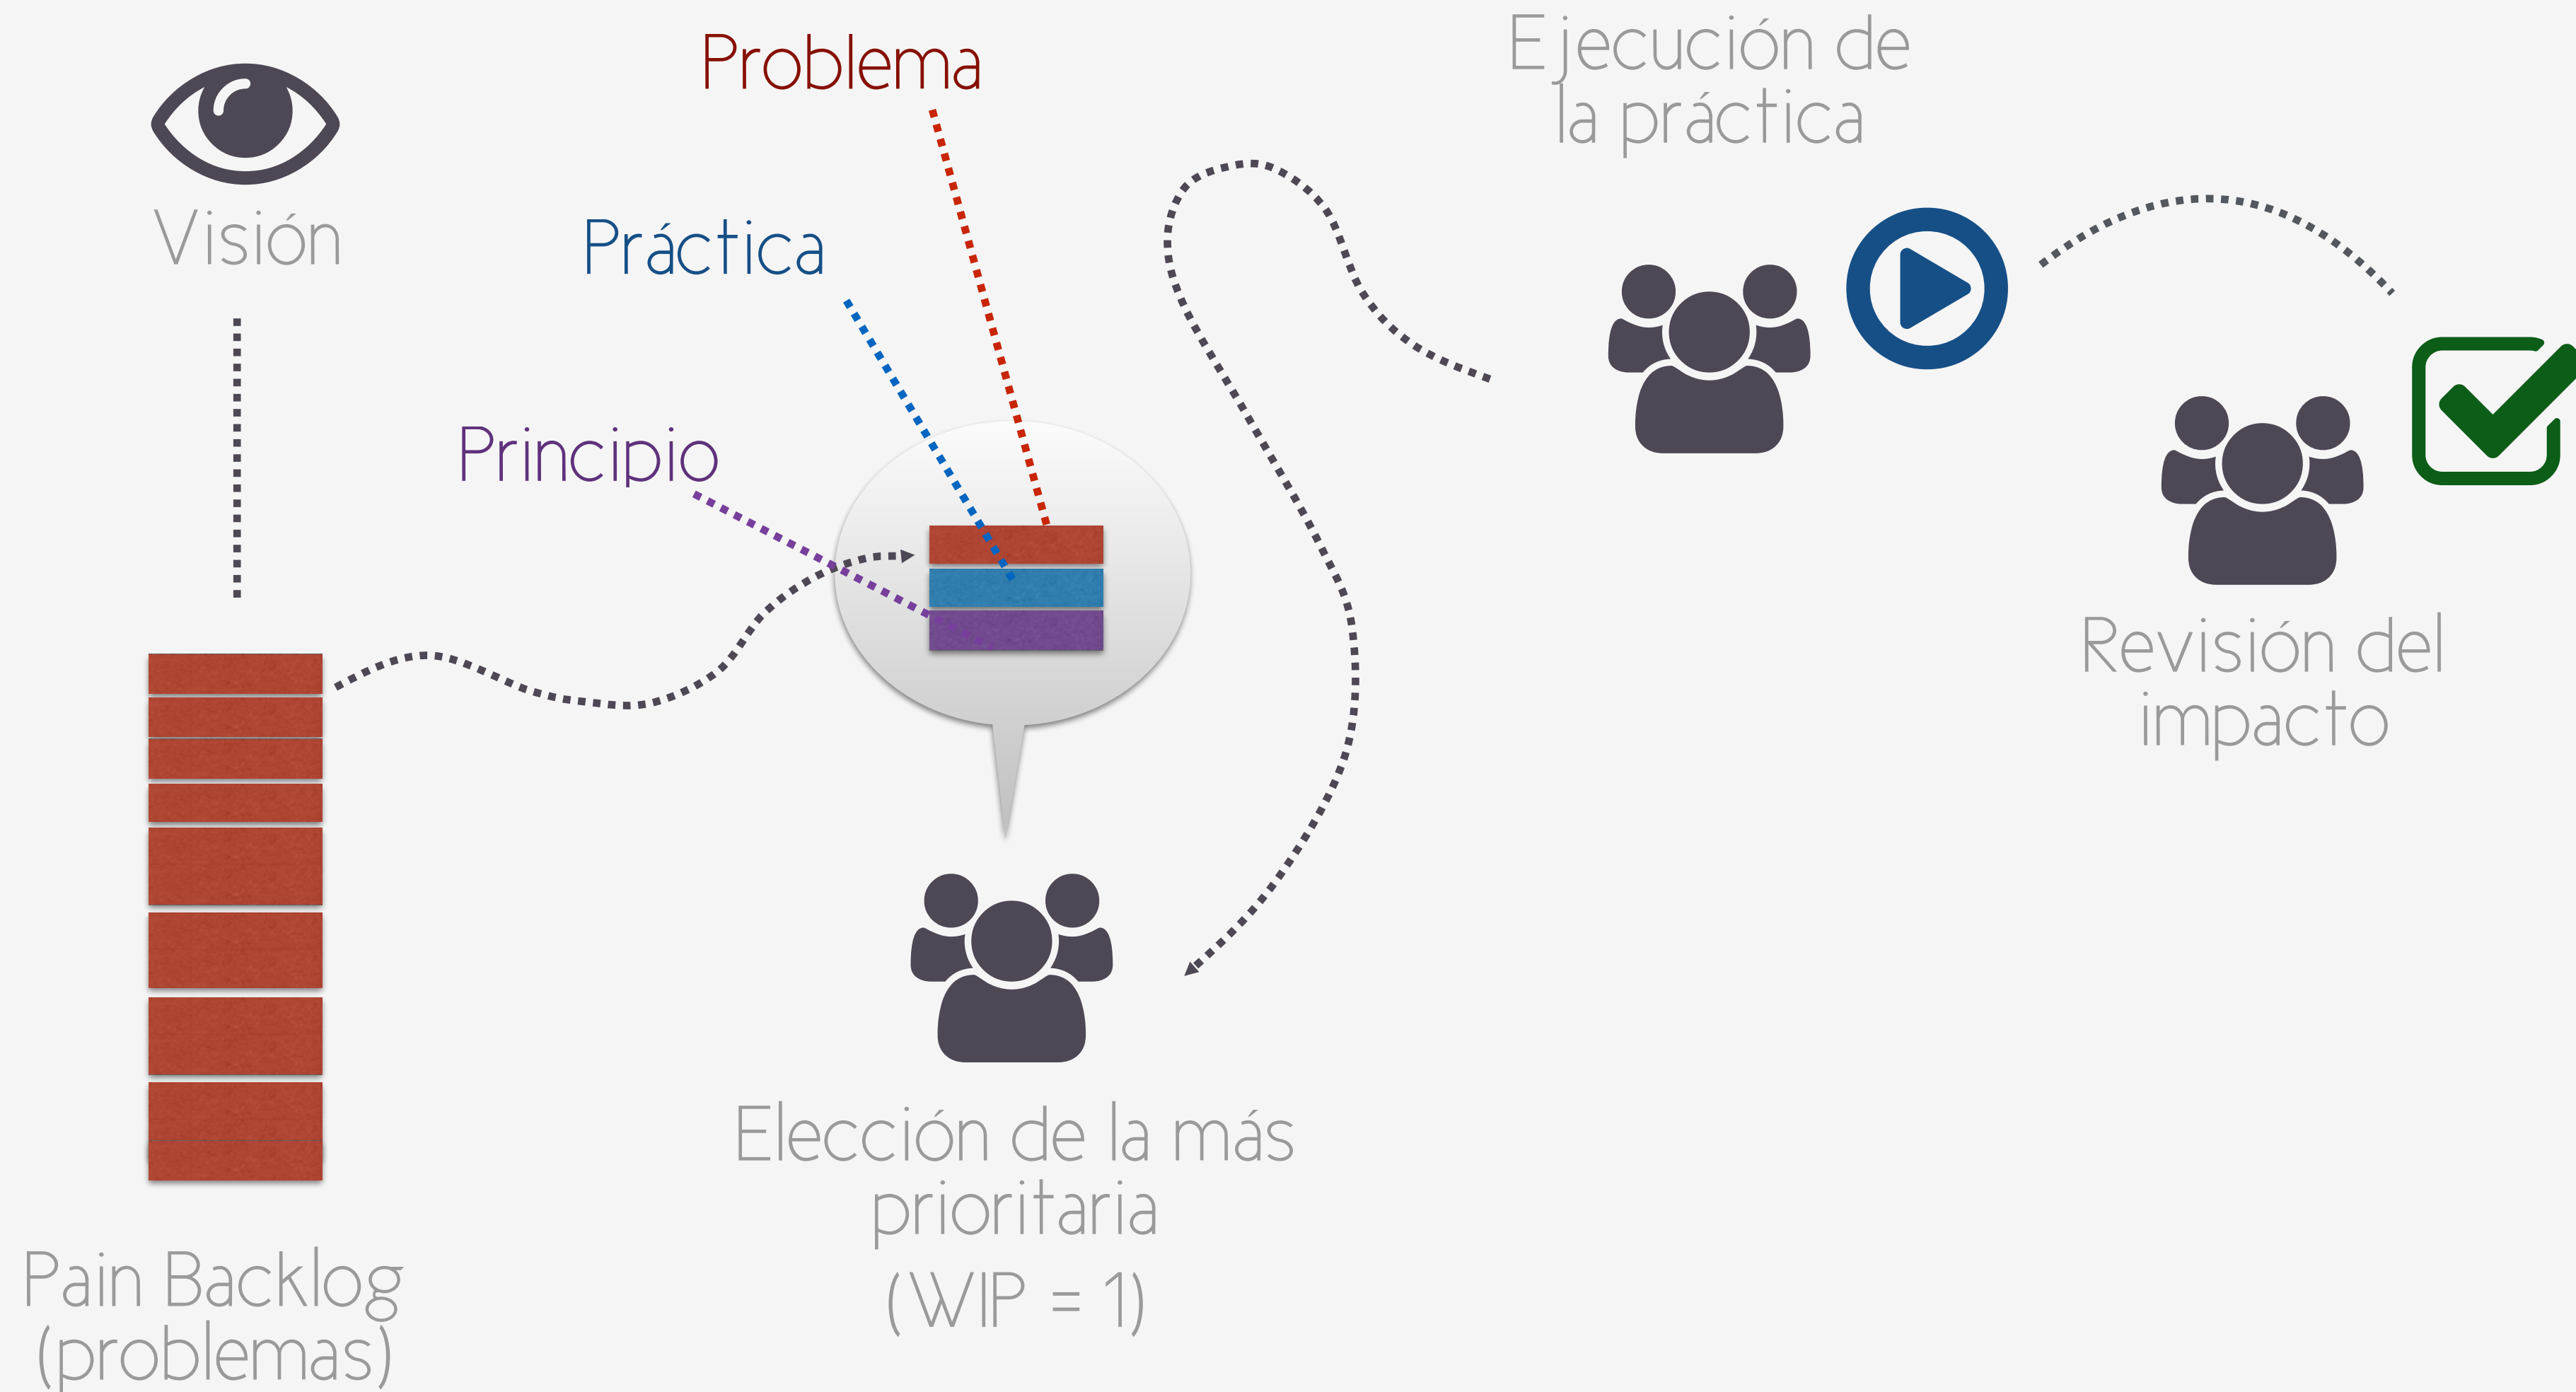 Visión
Pain Backlog
(problemas)
Problema
Práctica
Principio
Elección de la más
prioritaria
(WIP = 1)
Ejecución de
la práctica
Revisión del
impacto